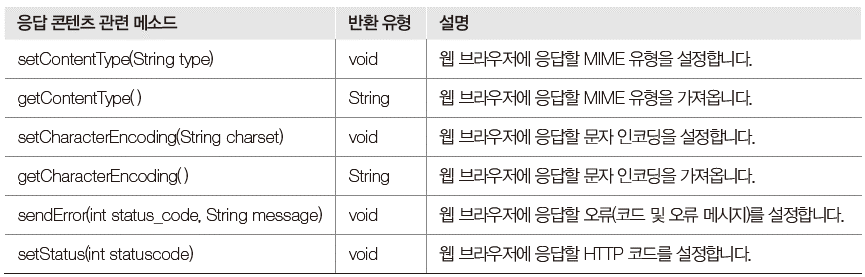 응답 콘텐츠 관련 메소드 반환 유형 설명
setContentType(String type) void 웹 브라우저에 응답할 MIME 유형을 설정합니다.
getContentType( ) String 웹 브라우저에 응답할 MIME 유형을 가져옵니다.
setCharacterEncoding(String charset) void 웹 브라우저에 응답할 문자 인코딩을 설정합니다.
getCharacterEncoding( ) String 웹 브라우저에 응답할 문자 인코딩을 가져옵니다.
sendError(int status_code, String message) void 웹 브라우저에 응답할 오류(코드 및 오류 메시지)를 설정합니다.
setStatus(int statuscode) void 웹 브라우저에 응답할 HTTP 코드를 설정합니다.